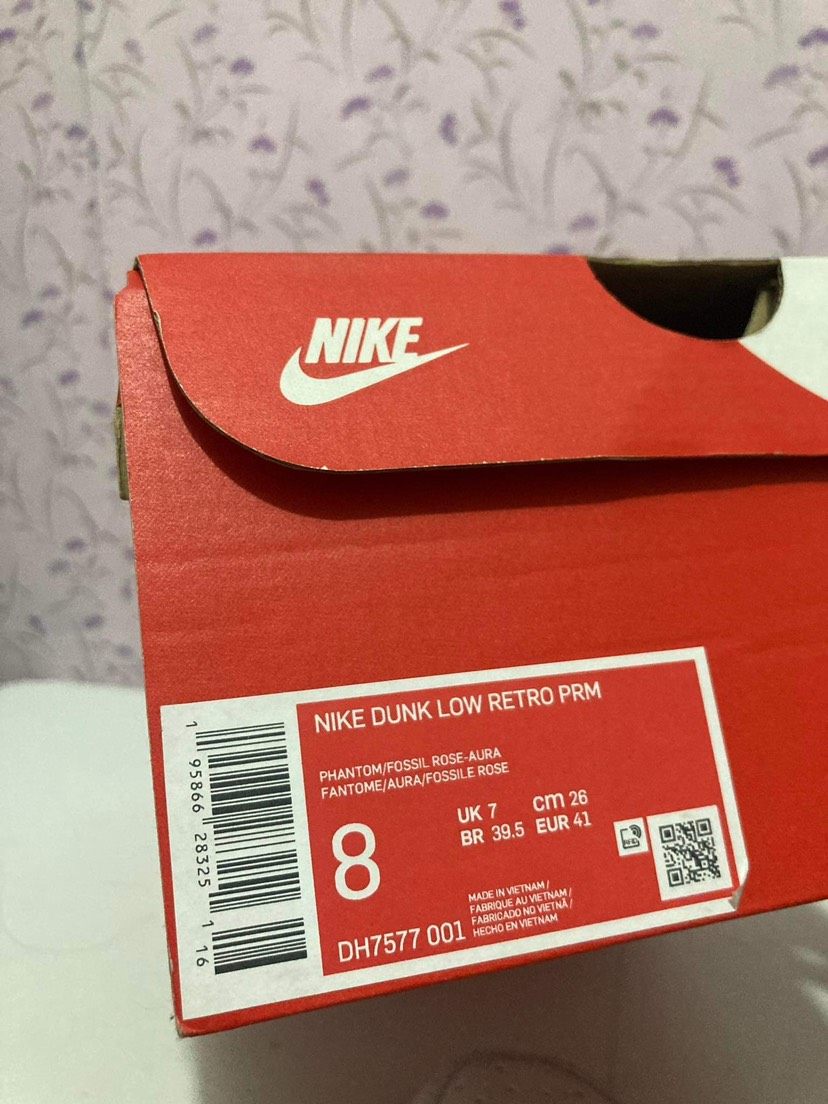 NIKE
NIKE DUNK LOW RETRO PRM
PHANTOM/FOSSIL ROSE-AURA
FANTOME/AURA/FOSSILE ROSE
8
UK 7 cm 26
BR 39.5 EUR 41
DH7577 001
MADE IN VIETNAM /
FABRIQUE AU VIETNAM /
FABRICADO NO VIETNÃ /
HECHO EN VIETNAM
1 95866 28325 1 16